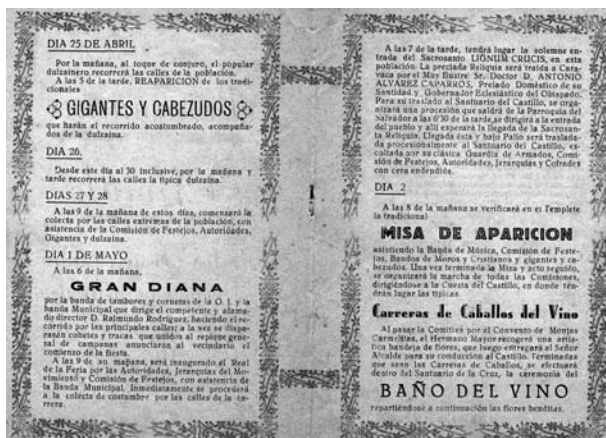 DIA 25 DE ABRIL
Por la mañana, al toque de conjuro, el popular
dulzainero recorrerá las calles de la población.
A las 5 de la tarde, REAPARICION de los tradi-
cionales
GIGANTES Y CABEZUDOS
que harán el recorrido acostumbrado, acompaña-
dos de la dulzaina.
DIA 26.
Desde este día al 30 inclusive, por la mañana y
tarde recorrerá las calles la típica dulzaina.
DIAS 27 Y 28
A las 9 de la mañana de estos días, comenzará la
colecta por las calles extremas de la población, con
asistencia de la Comisión de Festejos, Autoridades,
Gigantes y dulzaina.
DIA 1 DE MAYO
A las 6 de la mañana,
GRAN DIANA
por la banda de tambores y cornetas de la O. J. y la
banda Municipal que dirige el competente y afama-
do director D. Raimundo Rodríguez, haciendo el re-
corrido por las principales calles; a la vez se dispa-
rarán cohetes y tracas que unidos al repique gene-
ral de campanas anunciarán al vecindario el
comienzo de la fiesta.
A las 9 de su mañana, será inaugurado el Real
de la Feria por las Autoridades, Jerarquías del Mo-
vimiento y Comisión de Festejos, con asistencia de
la Banda Municipal. Inmediatamente se procederá
a la colecta de costumbre por las calles de la ca-
rrera.
A las 7 de la tarde, tendrá lugar la solemne en-
trada del Sacrosanto LIGNUM CRUCIS, en esta
población. La preciada Reliquia será traída a Cara-
vaca por el Muy Ilustre Sr. Doctor D. ANTONIO
ALVAREZ CAPARROS, Prelado Doméstico de su
Santidad y Gobernador Eclesiástico del Obispado.
Para su traslado al Santuario del Castillo, se orga-
nizará una procesión que saldrá de la Parroquia del
Salvador a las 6'30 de la tarde, se dirigirá a la entrada
del pueblo y allí esperará la llegada de la Sacrosan-
ta Reliquia. Llegada ésta y bajo Palio será traslada-
da procesionalmente al Santuario del Castillo, es-
coltada por su clásica Guardia de Armados, Comi-
sión de Festejos, Autoridades, Jerarquías y Cofrades
con cera endendida.
DIA 2
A las 8 de la mañana se verificará en el Templete
la tradicional
MISA DE APARICION
asistiendo la Banda de Música, Comisión de Feste-
jos, Bandos de Moros y Cristianos y gigantes y ca-
bezudos. Una vez terminada la Misa y acto seguido,
se organizará la marcha de todas las Comisiones,
dirigiéndose a la Cuesta del Castillo, en donde ten-
drán lugar las típicas
Carreras de Caballos del Vino
Al pasar la Comitiva por el Convento de Monjas
Carmelitas, el Hermano Mayor recogerá una artís-
tica bandeja de flores, que luego entregará al Señor
Alcalde para su conducción al Castillo. Terminadas
que sean las Carreras de Caballos, se efectuará
dentro del Santuario de la Cruz, la ceremonia del
BAÑO DEL VINO
repartiéndose a continuación las flores benditas.